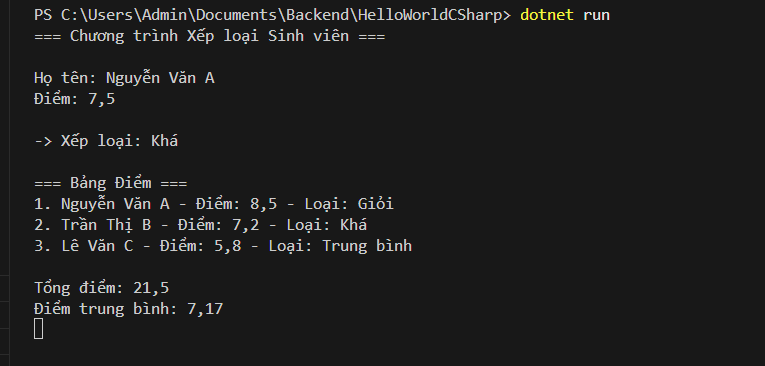 PS C:\Users\Admin\Documents\Backend\HelloWorldCSharp> dotnet run
=== Chương trình Xếp loại Sinh viên ===
Họ tên: Nguyễn Văn A
Điểm: 7,5
-> Xếp loại: Khá
=== Bảng Điểm ===
1. Nguyễn Văn A - Điểm: 8,5 - Loại: Giỏi
2. Trần Thị B - Điểm: 7,2 - Loại: Khá
3. Lê Văn C - Điểm: 5,8 - Loại: Trung bình
Tổng điểm: 21,5
Điểm trung bình: 7,17